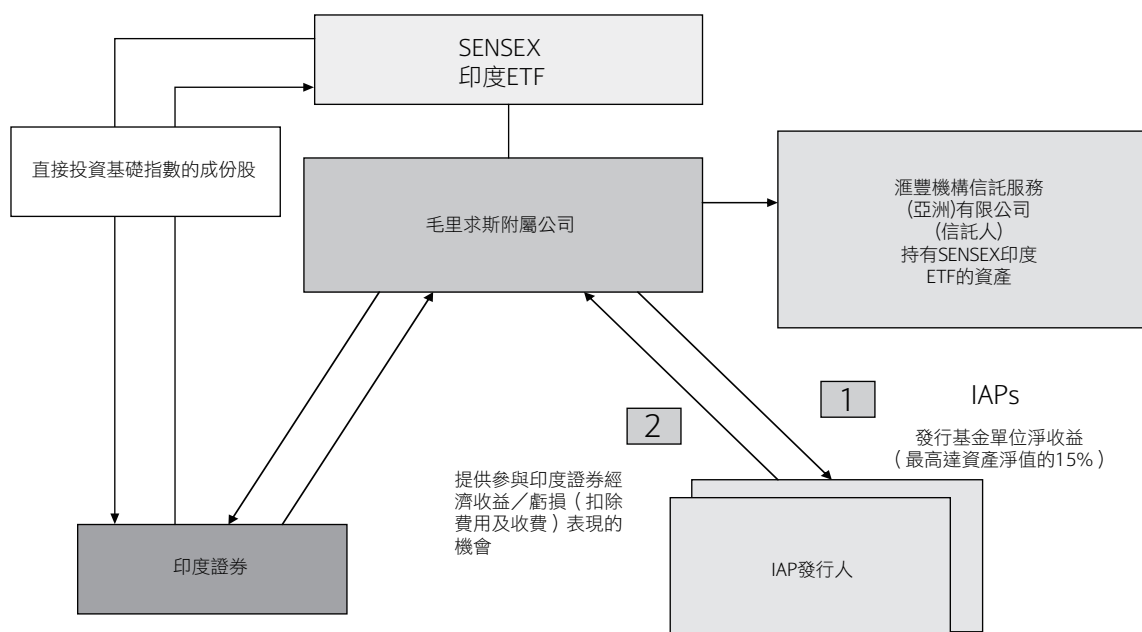 SENSEX
印度ETF
直接投資基礎指數的成份股
毛里求斯附屬公司
滙豐機構信託服務
(亞洲)有限公司
(信託人)
持有SENSEX印度
ETF的資產
1
IAPs
發行基金單位淨收益
（最高達資產淨值的15%）
2
提供參與印度證券經
濟收益／虧損（扣除
費用及收費）表現的
機會
印度證券
IAP發行人